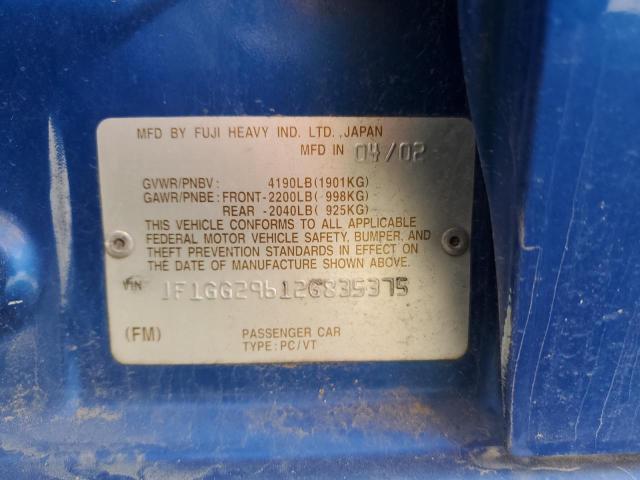 MFD BY FUJI HEAVY IND. LTD., JAPAN
MFD IN 04/02
GVWR/PNBV: 4190LB(1901KG)
GAWR/PNBE: FRONT-2200LB( 998KG)
REAR -2040LB( 925KG)
THIS VEHICLE CONFORMS TO ALL APPLICABLE
FEDERAL MOTOR VEHICLE SAFETY, BUMPER, AND
THEFT PREVENTION STANDARDS IN EFFECT ON
THE DATE OF MANUFACTURE SHOWN ABOVE.
VIN: JF1GG29612G835375
(FM) PASSENGER CAR
TYPE: PC/VT